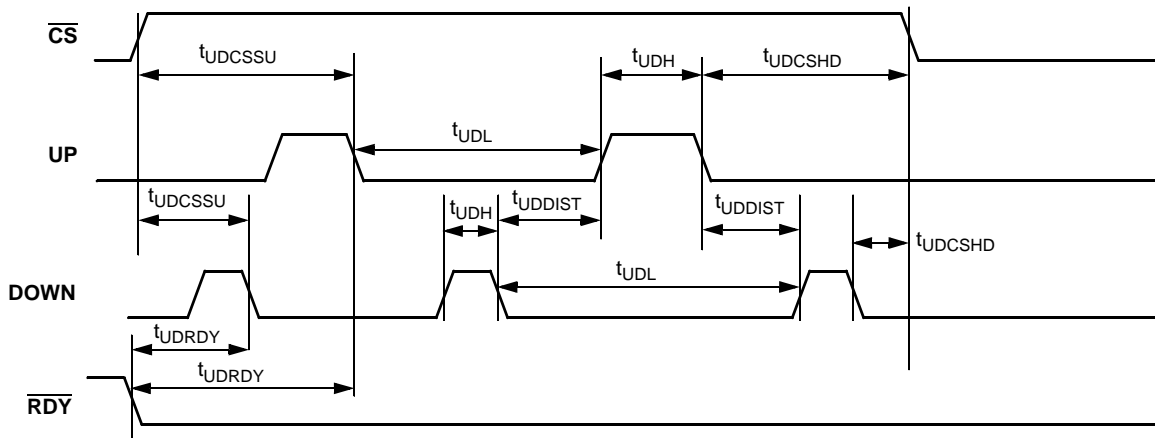 CS
tUDCSSU
tUDH
tUDCSHD
UP
tUDL
tUDCSSU
tUDH
tUDDIST
tUDDIST
tUDCSHD
DOWN
tUDL
tUDRDY
tUDRDY
RDY